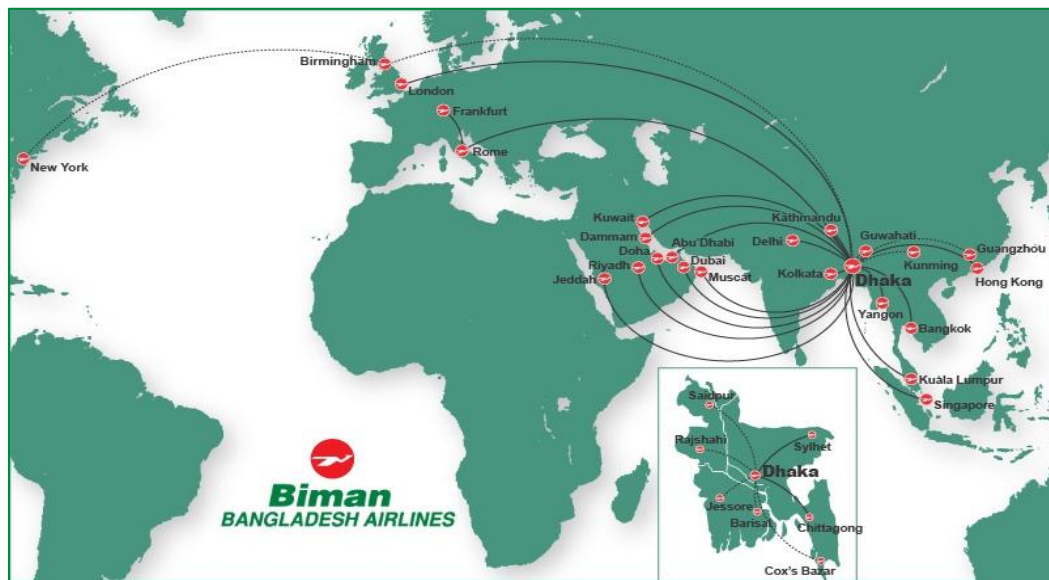 Birmingham
London
Frankfurt
Rome
New York
Kuwait
Dammam
Doha
Abu Dhabi
Dubai
Riyadh
Muscat
Jeddah
Kathmandu
Delhi
Guwahati
Guangzhou
Kunming
Kolkata
Dhaka
Hong Kong
Yangon
Bangkok
Kuala Lumpur
Singapore
Saidpur
Rajshahi
Sylhet
Dhaka
Jessore
Barisal
Chittagong
Cox's Bazar
Biman
BANGLADESH AIRLINES